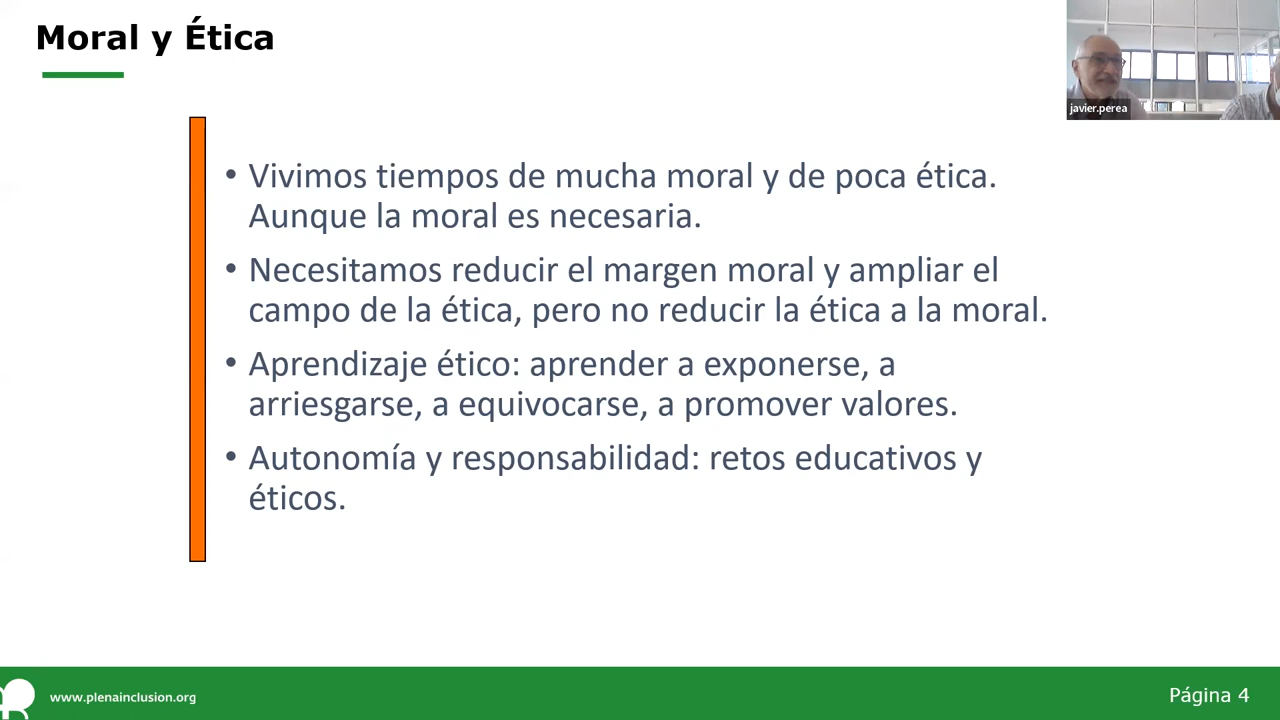 Moral y Ética
javier.perea
• Vivimos tiempos de mucha moral y de poca ética.
Aunque la moral es necesaria.
• Necesitamos reducir el margen moral y ampliar el
campo de la ética, pero no reducir la ética a la moral.
• Aprendizaje ético: aprender a exponerse, a
arriesgarse, a equivocarse, a promover valores.
• Autonomía y responsabilidad: retos educativos y
éticos.
www.plenainclusion.org
Página 4